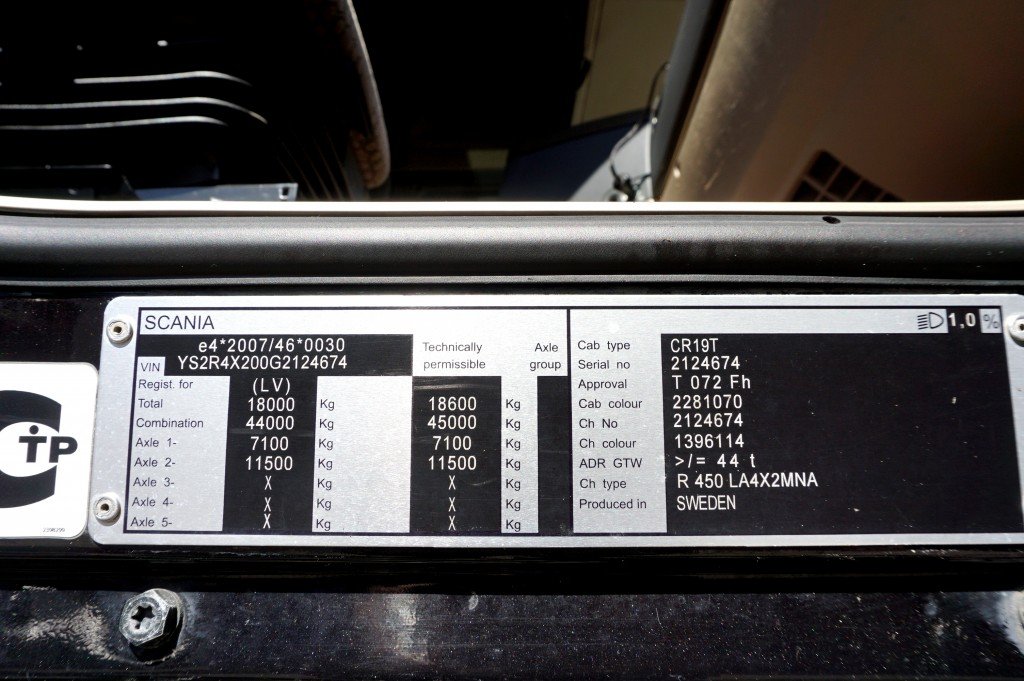 SCANIA
1,0 %
e4*2007/46*0030
VIN YS2R4X200G2124674
Technically permissible
Axle group
Regist. for (LV)
Total 18000 Kg 18600 Kg
Combination 44000 Kg 45000 Kg
Axle 1- 7100 Kg 7100 Kg
Axle 2- 11500 Kg 11500 Kg
Axle 3- X Kg X Kg
Axle 4- X Kg X Kg
Axle 5- X Kg X Kg
Cab type CR19T
Serial no 2124674
Approval T 072 Fh
Cab colour 2281070
Ch No 2124674
Ch colour 1396114
ADR GTW >/= 44 t
Ch type R 450 LA4X2MNA
Produced in SWEDEN
CTP